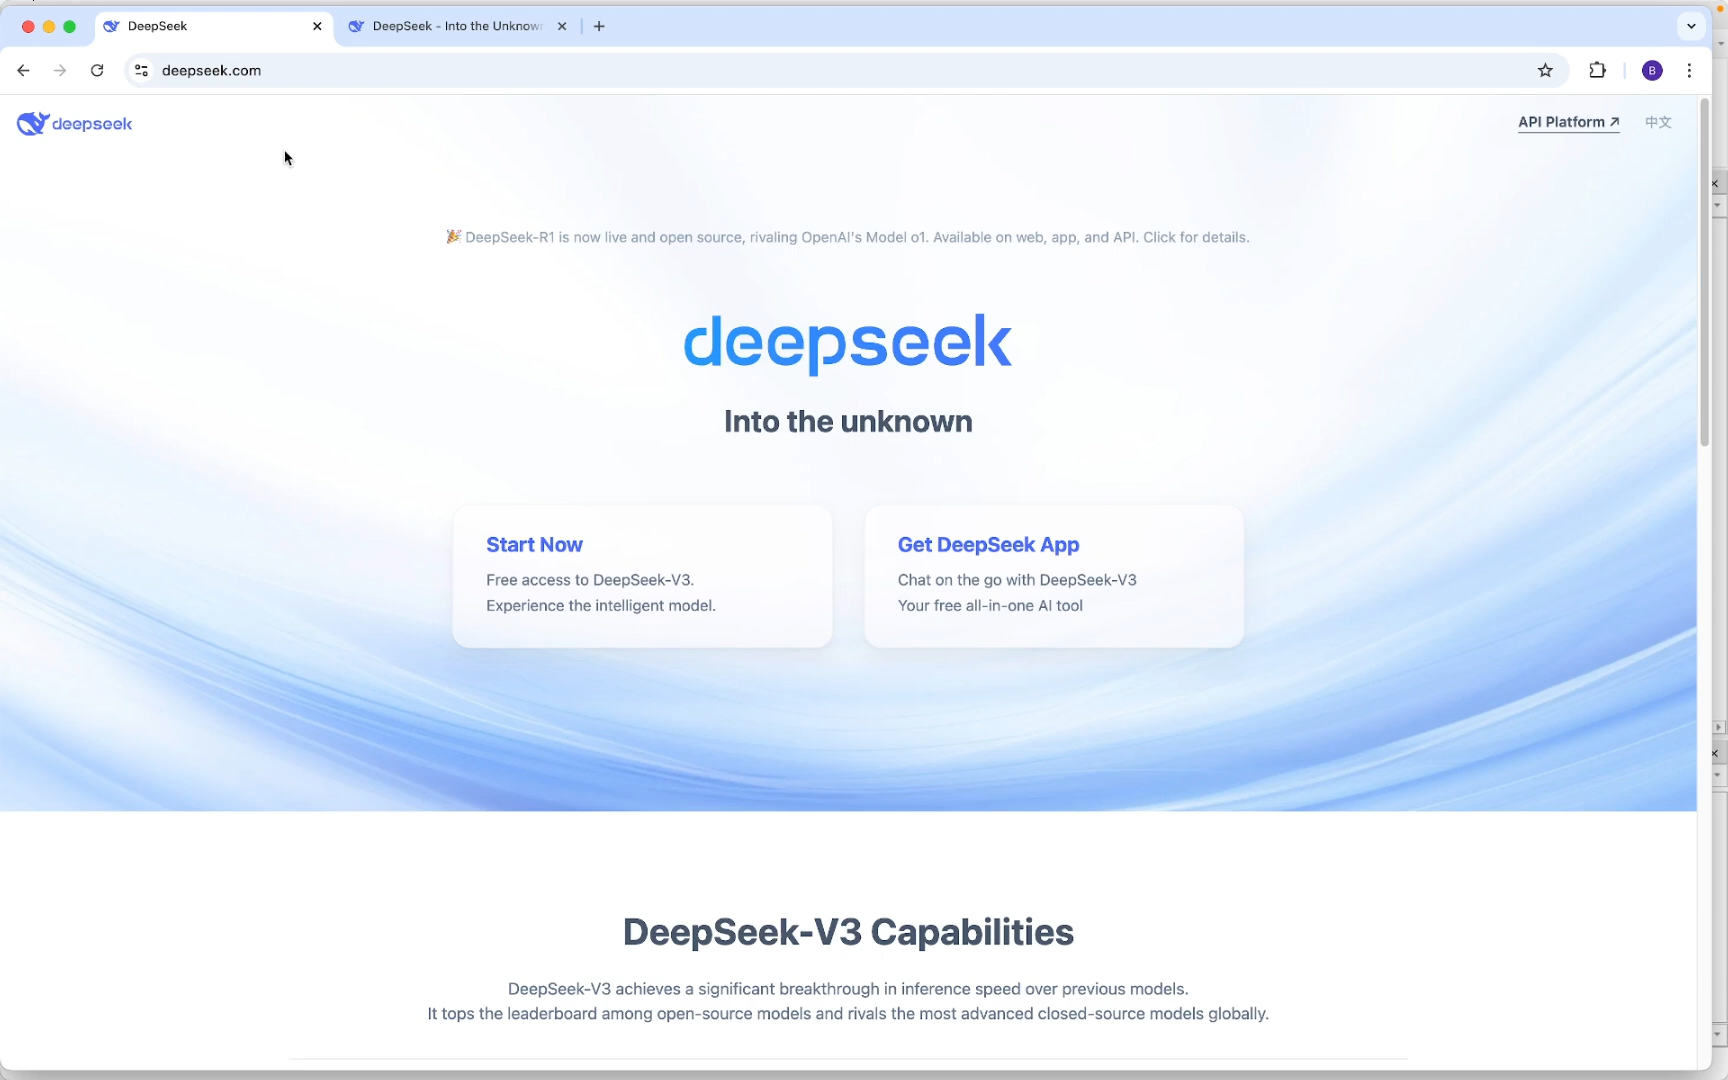 DeepSeek
DeepSeek - Into the Unknown
deepseek.com
B
deepseek
API Platform ↗
中文
🎉 DeepSeek-R1 is now live and open source, rivaling OpenAI's Model o1. Available on web, app, and API. Click for details.
deepseek
Into the unknown
Start Now
Free access to DeepSeek-V3.
Experience the intelligent model.
Get DeepSeek App
Chat on the go with DeepSeek-V3
Your free all-in-one AI tool
DeepSeek-V3 Capabilities
DeepSeek-V3 achieves a significant breakthrough in inference speed over previous models.
It tops the leaderboard among open-source models and rivals the most advanced closed-source models globally.